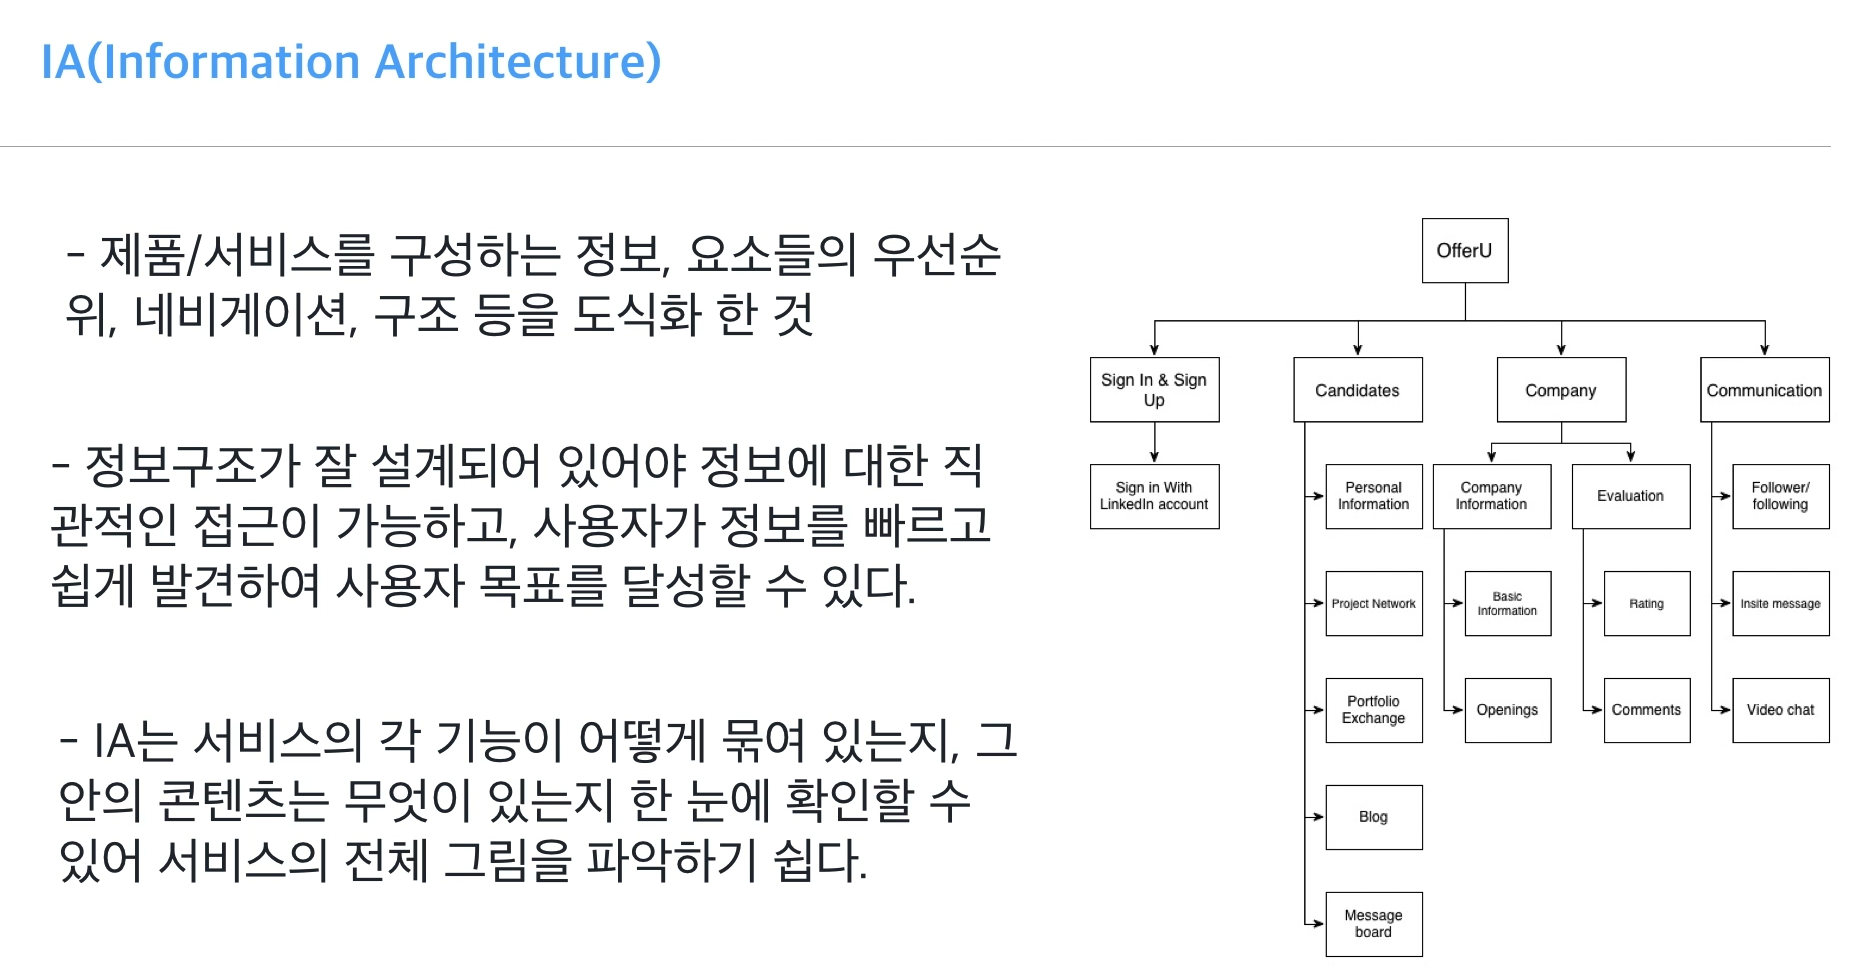 IA(Information Architecture)
- 제품/서비스를 구성하는 정보, 요소들의 우선순
위, 네비게이션, 구조 등을 도식화 한 것
- 정보구조가 잘 설계되어 있어야 정보에 대한 직
관적인 접근이 가능하고, 사용자가 정보를 빠르고
쉽게 발견하여 사용자 목표를 달성할 수 있다.
- IA는 서비스의 각 기능이 어떻게 묶여 있는지, 그
안의 콘텐츠는 무엇이 있는지 한 눈에 확인할 수
있어 서비스의 전체 그림을 파악하기 쉽다.
OfferU
Sign In & Sign
Up
Candidates
Company
Communication
Sign in With
LinkedIn account
Personal
Information
Company
Information
Evaluation
Follower/
following
Project Network
Basic
Information
Rating
Insite message
Portfolio
Exchange
Openings
Comments
Video chat
Blog
Message
board